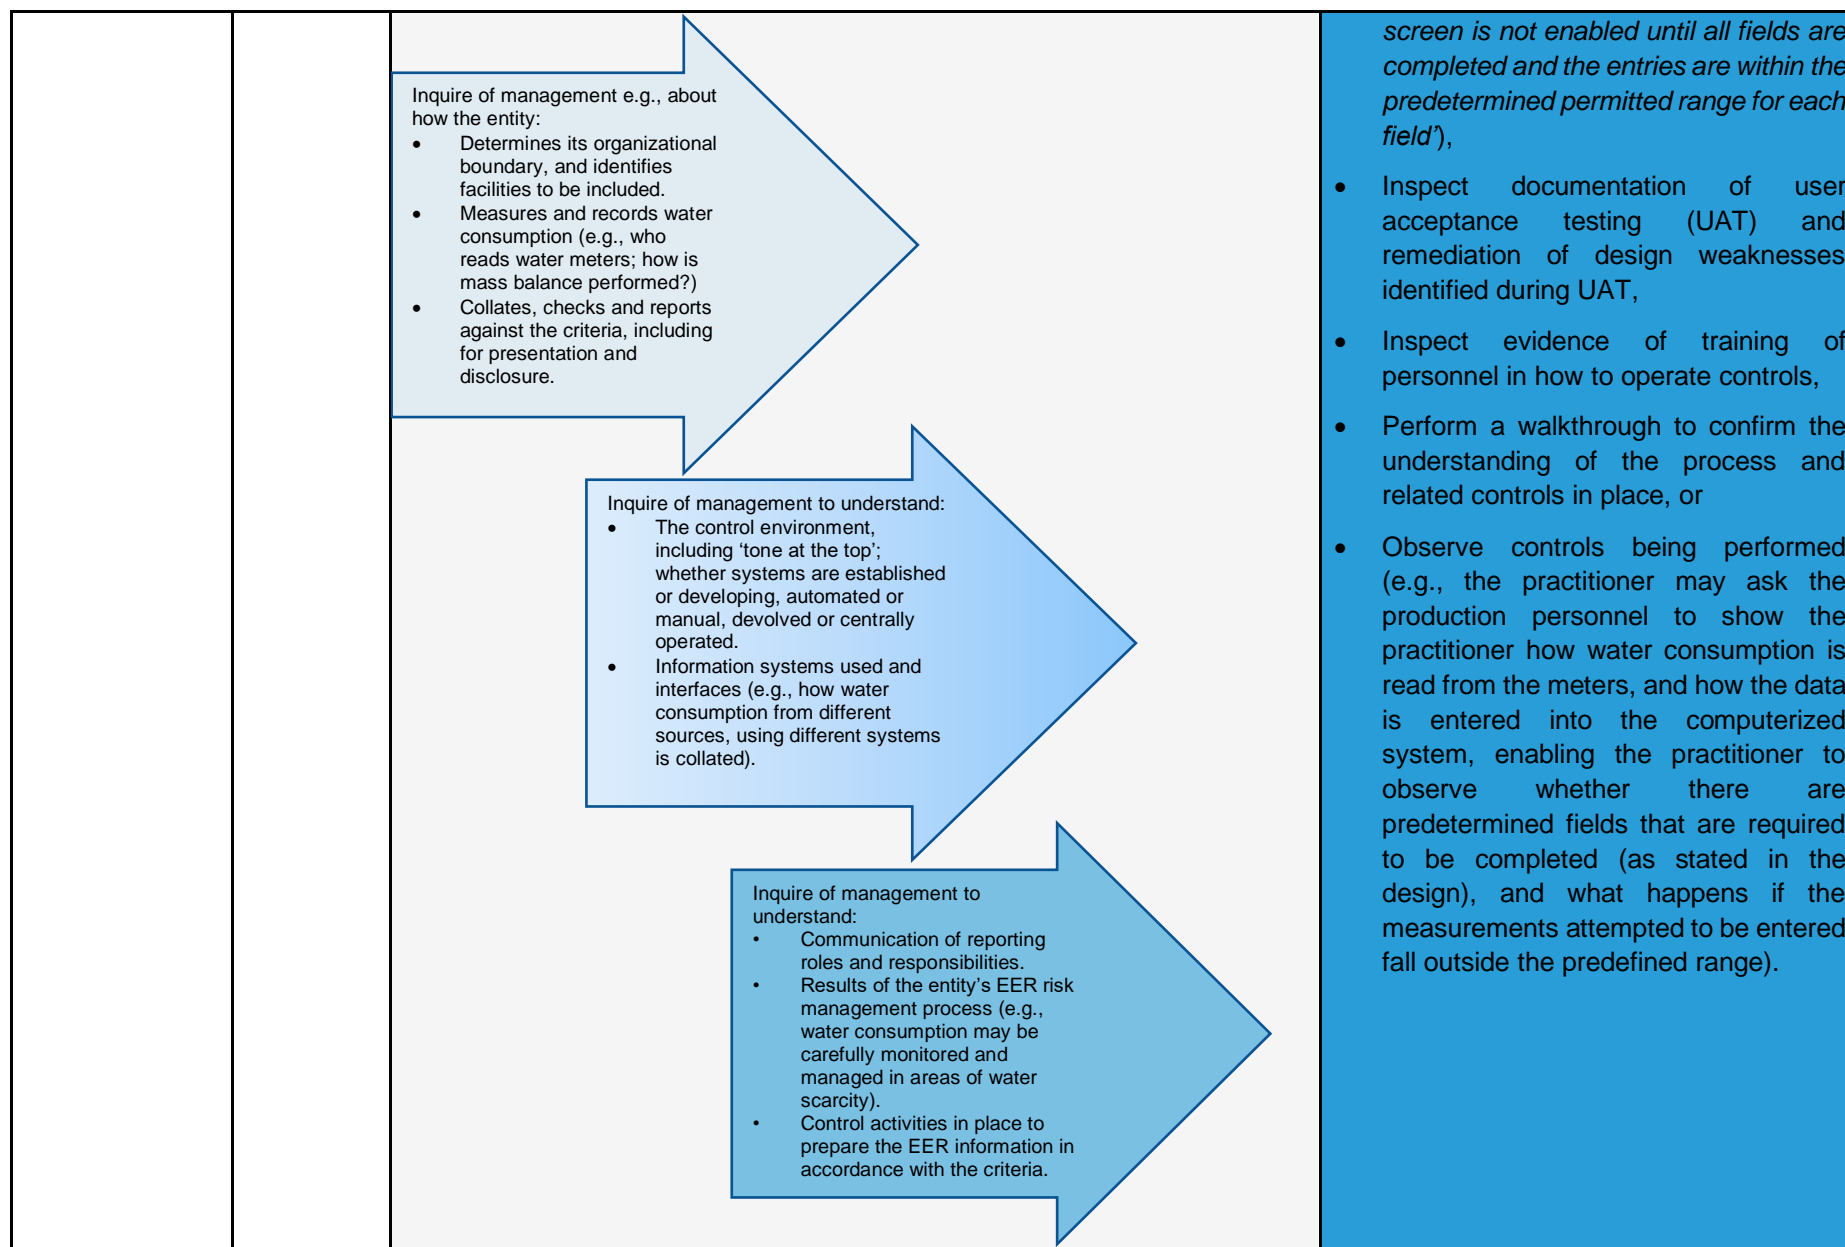 Inquire of management e.g., about
how the entity:
• Determines its organizational
boundary, and identifies
facilities to be included.
• Measures and records water
consumption (e.g., who
reads water meters; how is
mass balance performed?)
• Collates, checks and reports
against the criteria, including
for presentation and
disclosure.
Inquire of management to understand:
• The control environment,
including ‘tone at the top’;
whether systems are established
or developing, automated or
manual, devolved or centrally
operated.
• Information systems used and
interfaces (e.g., how water
consumption from different
sources, using different systems
is collated).
Inquire of management to
understand:
• Communication of reporting
roles and responsibilities.
• Results of the entity’s EER risk
management process (e.g.,
water consumption may be
carefully monitored and
managed in areas of water
scarcity).
• Control activities in place to
prepare the EER information in
accordance with the criteria.
screen is not enabled until all fields are
completed and the entries are within the
predetermined permitted range for each
field’),
• Inspect documentation of user
acceptance testing (UAT) and
remediation of design weaknesses
identified during UAT,
• Inspect evidence of training of
personnel in how to operate controls,
• Perform a walkthrough to confirm the
understanding of the process and
related controls in place, or
• Observe controls being performed
(e.g., the practitioner may ask the
production personnel to show the
practitioner how water consumption is
read from the meters, and how the data
is entered into the computerized
system, enabling the practitioner to
observe whether there are
predetermined fields that are required
to be completed (as stated in the
design), and what happens if the
measurements attempted to be entered
fall outside the predefined range).